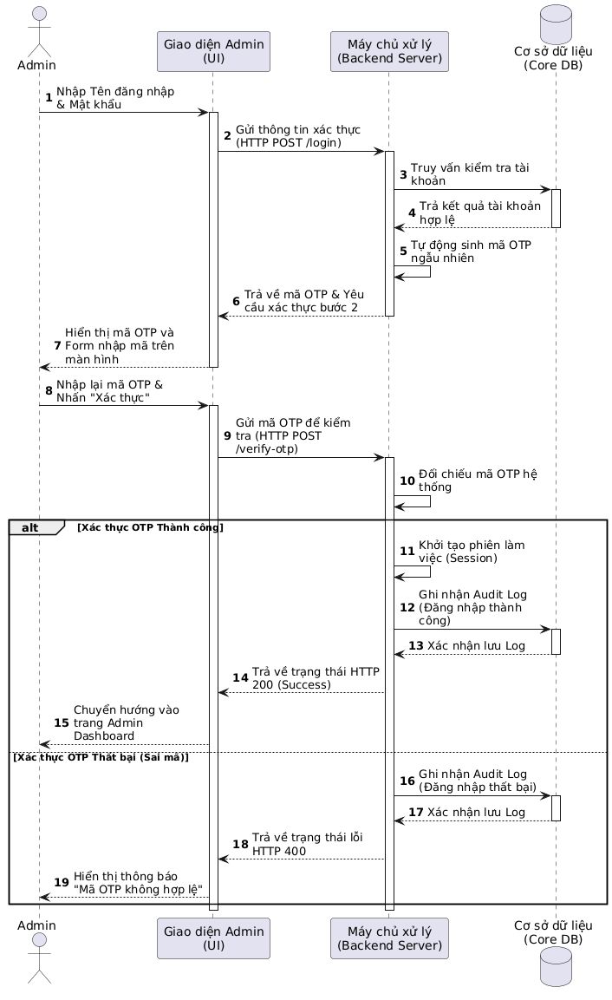 Admin
Giao diện Admin
(UI)
Máy chủ xử lý
(Backend Server)
Cơ sở dữ liệu
(Core DB)
1 Nhập Tên đăng nhập
& Mật khẩu
2 Gửi thông tin xác thực
(HTTP POST /login)
3 Truy vấn kiểm tra tài
khoản
4 Trả kết quả tài khoản
hợp lệ
5 Tự động sinh mã OTP
ngẫu nhiên
6 Trả về mã OTP & Yêu
cầu xác thực bước 2
7 Hiển thị mã OTP và
Form nhập mã trên
màn hình
8 Nhập lại mã OTP &
Nhấn "Xác thực"
9 Gửi mã OTP để kiểm
tra (HTTP POST
/verify-otp)
10 Đối chiếu mã OTP hệ
thống
alt [Xác thực OTP Thành công]
11 Khởi tạo phiên làm
việc (Session)
12 Ghi nhận Audit Log
(Đăng nhập thành
công)
13 Xác nhận lưu Log
14 Trả về trạng thái HTTP
200 (Success)
15 Chuyển hướng vào
trang Admin
Dashboard
[Xác thực OTP Thất bại (Sai mã)]
16 Ghi nhận Audit Log
(Đăng nhập thất bại)
17 Xác nhận lưu Log
18 Trả về trạng thái lỗi
HTTP 400
19 Hiển thị thông báo
"Mã OTP không hợp lệ"
Admin
Giao diện Admin
(UI)
Máy chủ xử lý
(Backend Server)
Cơ sở dữ liệu
(Core DB)